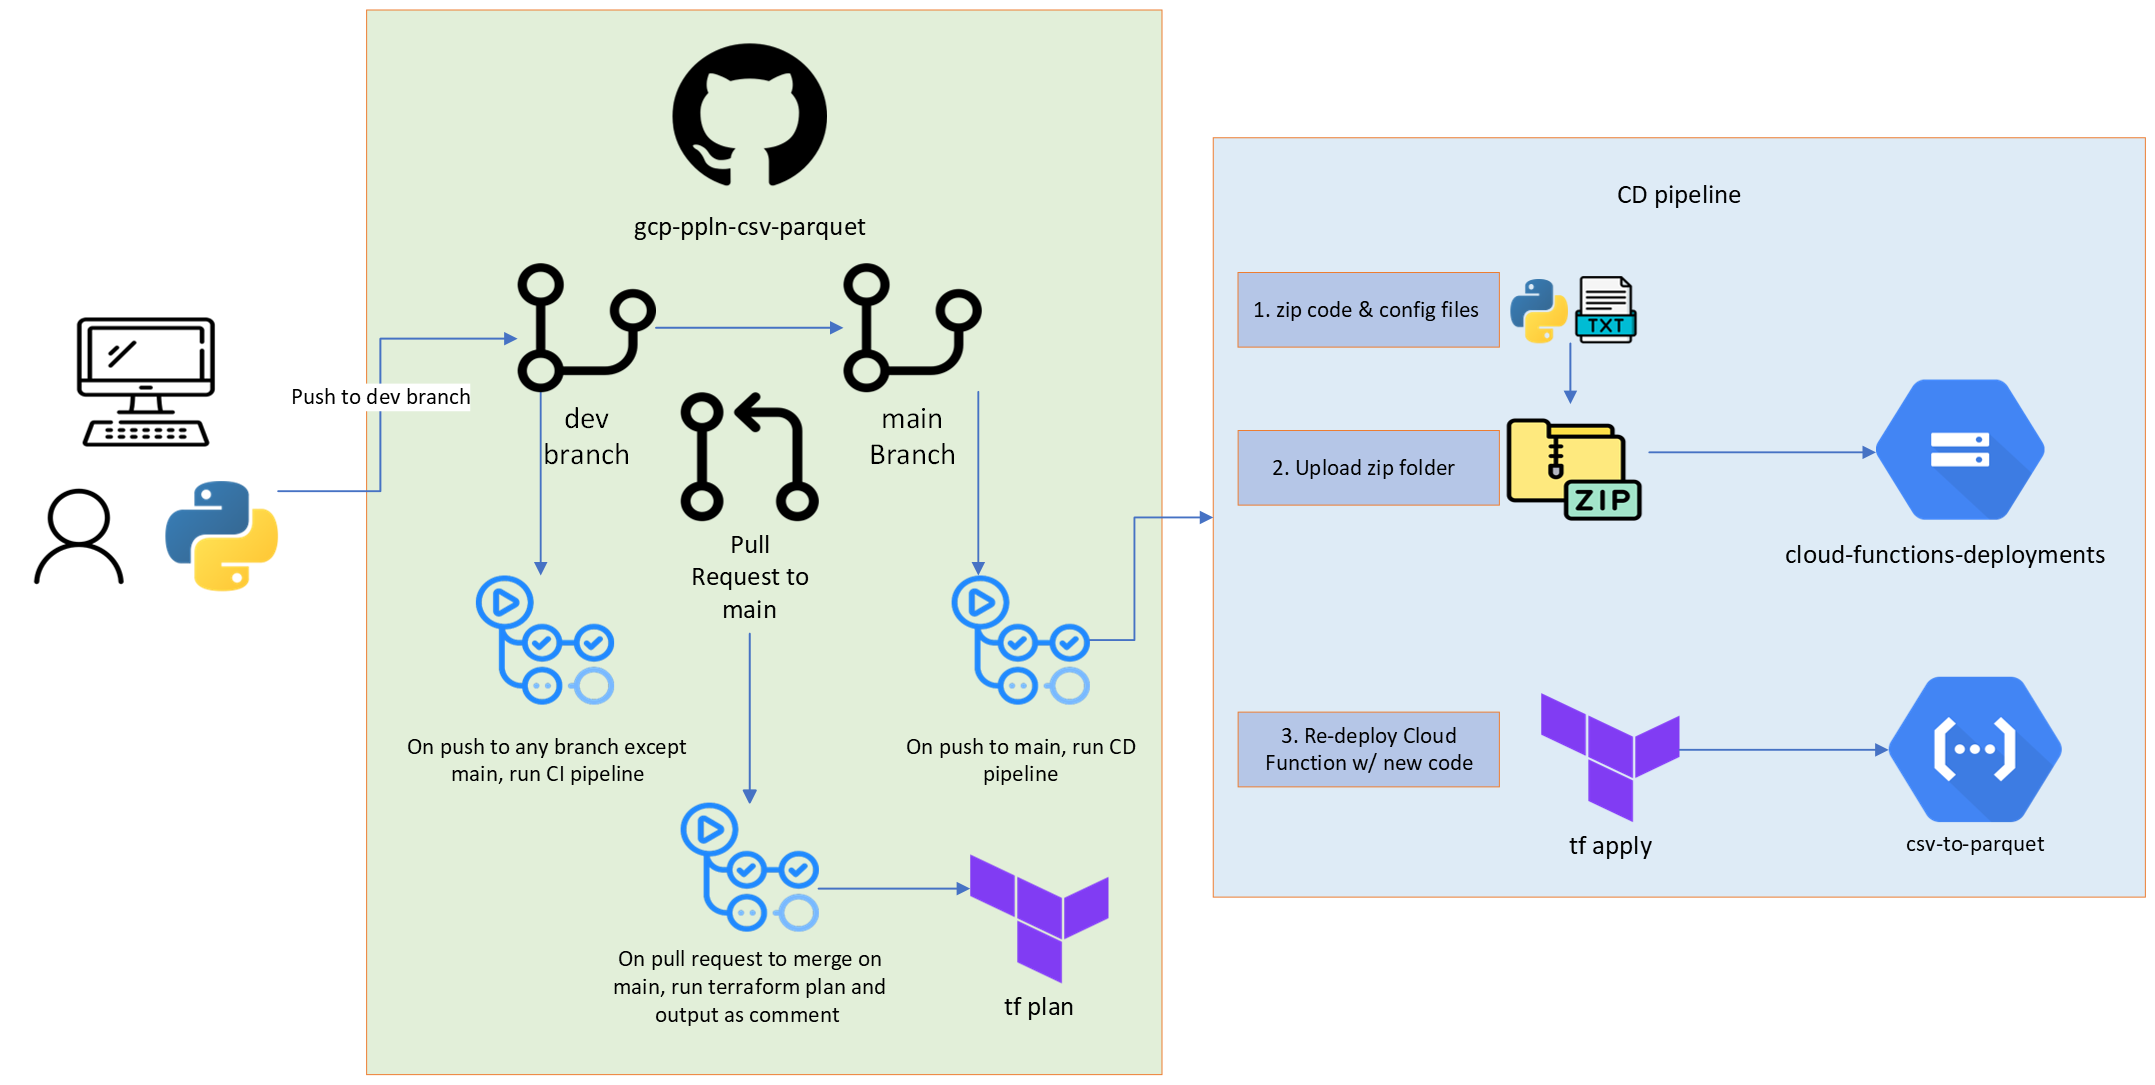 gcp-ppln-csv-parquet
Push to dev branch
dev
branch
main
Branch
Pull
Request to
main
On push to any branch except
main, run CI pipeline
On push to main, run CD
pipeline
On pull request to merge on
main, run terraform plan and
output as comment
tf plan
CD pipeline
1. zip code & config files
TXT
2. Upload zip folder
ZIP
cloud-functions-deployments
3. Re-deploy Cloud
Function w/ new code
tf apply
csv-to-parquet